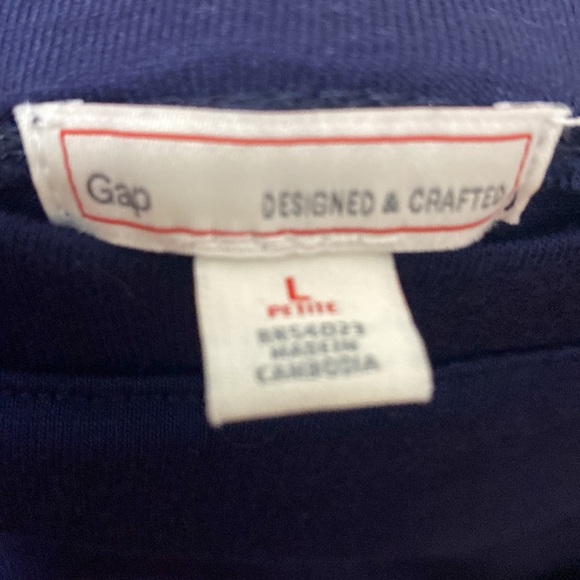 Gap DESIGNED & CRAFTED
L
PETITE
MADE IN
CAMBODIA